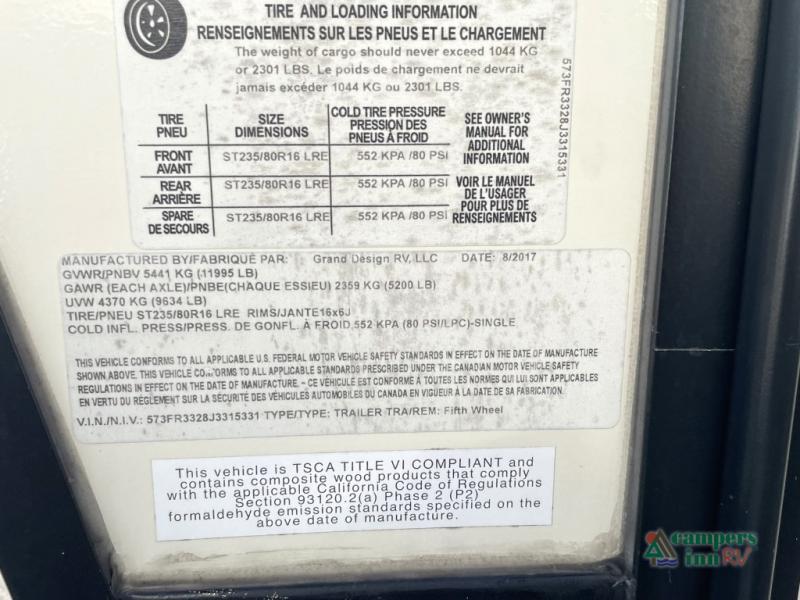 TIRE AND LOADING INFORMATION
RENSEIGNEMENTS SUR LES PNEUS ET LE CHARGEMENT
The weight of cargo should never exceed 1044 KG
or 2301 LBS. Le poids de chargement ne devrait
jamais excéder 1044 KG ou 2301 LBS.
TIRE
PNEU
SIZE
DIMENSIONS
COLD TIRE PRESSURE
PRESSION DES
PNEUS À FROID
SEE OWNER'S
MANUAL FOR
ADDITIONAL
INFORMATION
FRONT
AVANT
ST235/80R16 LRE
552 KPA /80 PSI
REAR
ARRIÈRE
ST235/80R16 LRE
552 KPA /80 PSI
VOIR LE MANUEL
DE L'USAGER
POUR PLUS DE
RENSEIGNEMENTS
SPARE
DE SECOURS
ST235/80R16 LRE
552 KPA /80 PSI
573FR3328J3315331
MANUFACTURED BY/FABRIQUÉ PAR: Grand Design RV, LLC DATE: 8/2017
GVWR/PNBV 5441 KG (11995 LB)
GAWR (EACH AXLE)/PNBE(CHAQUE ESSIEU) 2359 KG (5200 LB)
UVW 4370 KG (9634 LB)
TIRE/PNEU ST235/80R16 LRE RIMS/JANTE16x6J
COLD INFL. PRESS/PRESS. DE GONFL. À FROID 552 KPA (80 PSI/LPC)-SINGLE
THIS VEHICLE CONFORMS TO ALL APPLICABLE U.S. FEDERAL MOTOR VEHICLE SAFETY STANDARDS IN EFFECT ON THE DATE OF MANUFACTURE
SHOWN ABOVE. THIS VEHICLE CONFORMS TO ALL APPLICABLE STANDARDS PRESCRIBED UNDER THE CANADIAN MOTOR VEHICLE SAFETY
REGULATIONS IN EFFECT ON THE DATE OF MANUFACTURE. - CE VÉHICULE EST CONFORME À TOUTES LES NORMES QUI LUI SONT APPLICABLES
EN VERTU DU RÈGLEMENT SUR LA SÉCURITÉ DES VÉHICULES AUTOMOBILES DU CANADA EN VIGUEUR À LA DATE DE SA FABRICATION.
V.I.N./N.I.V.: 573FR3328J3315331 TYPE/TYPE: TRAILER TRA/REM: Fifth Wheel
This vehicle is TSCA TITLE VI COMPLIANT and
contains composite wood products that comply
with the applicable California Code of Regulations
Section 93120.2(a) Phase 2 (P2)
formaldehyde emission standards specified on the
above date of manufacture.
campers
inn RV